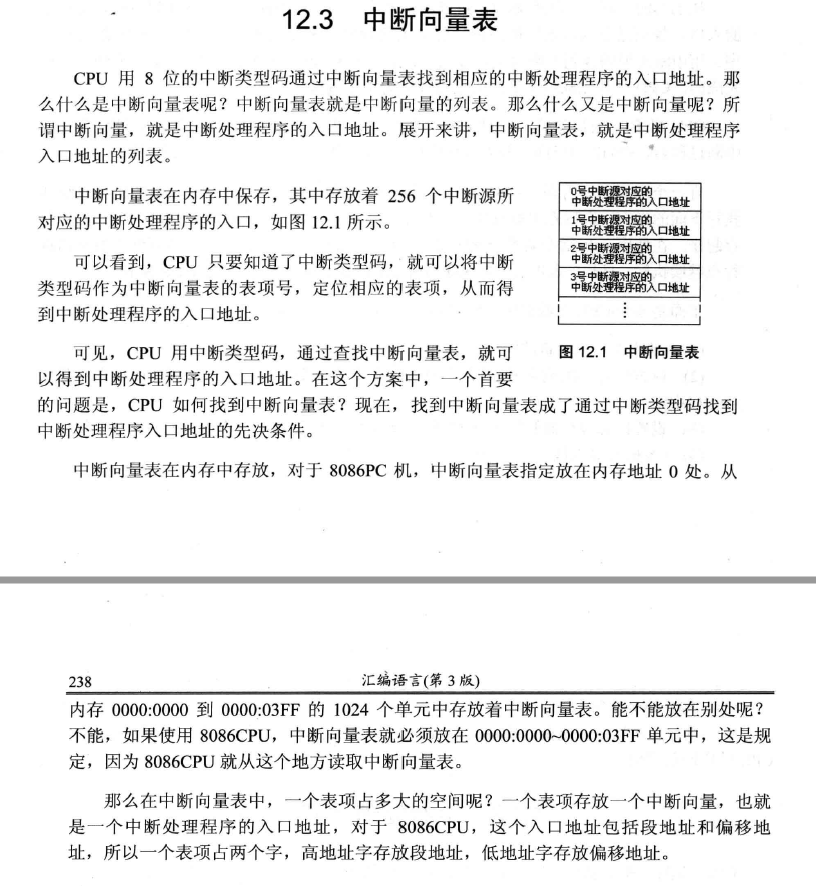 12.3 中断向量表
CPU 用 8 位的中断类型码通过中断向量表找到相应的中断处理程序的入口地址。那
么什么是中断向量表呢？中断向量表就是中断向量的列表。那么什么又是中断向量呢？所
谓中断向量，就是中断处理程序的入口地址。展开来讲，中断向量表，就是中断处理程序
入口地址的列表。
中断向量表在内存中保存，其中存放着 256 个中断源所
对应的中断处理程序的入口，如图 12.1 所示。
可以看到，CPU 只要知道了中断类型码，就可以将中断
类型码作为中断向量表的表项号，定位相应的表项，从而得
到中断处理程序的入口地址。
0号中断源对应的
中断处理程序的入口地址
1号中断源对应的
中断处理程序的入口地址
2号中断源对应的
中断处理程序的入口地址
3号中断源对应的
中断处理程序的入口地址
⋮
图 12.1 中断向量表
可见，CPU 用中断类型码，通过查找中断向量表，就可
以得到中断处理程序的入口地址。在这个方案中，一个首要
的问题是，CPU 如何找到中断向量表？现在，找到中断向量表成了通过中断类型码找到
中断处理程序入口地址的先决条件。
中断向量表在内存中存放，对于 8086PC 机，中断向量表指定放在内存地址 0 处。从
238 汇编语言(第 3 版)
内存 0000:0000 到 0000:03FF 的 1024 个单元中存放着中断向量表。能不能放在别处呢？
不能，如果使用 8086CPU，中断向量表就必须放在 0000:0000~0000:03FF 单元中，这是规
定，因为 8086CPU 就从这个地方读取中断向量表。
那么在中断向量表中，一个表项占多大的空间呢？一个表项存放一个中断向量，也就
是一个中断处理程序的入口地址，对于 8086CPU，这个入口地址包括段地址和偏移地
址，所以一个表项占两个字，高地址字存放段地址，低地址字存放偏移地址。